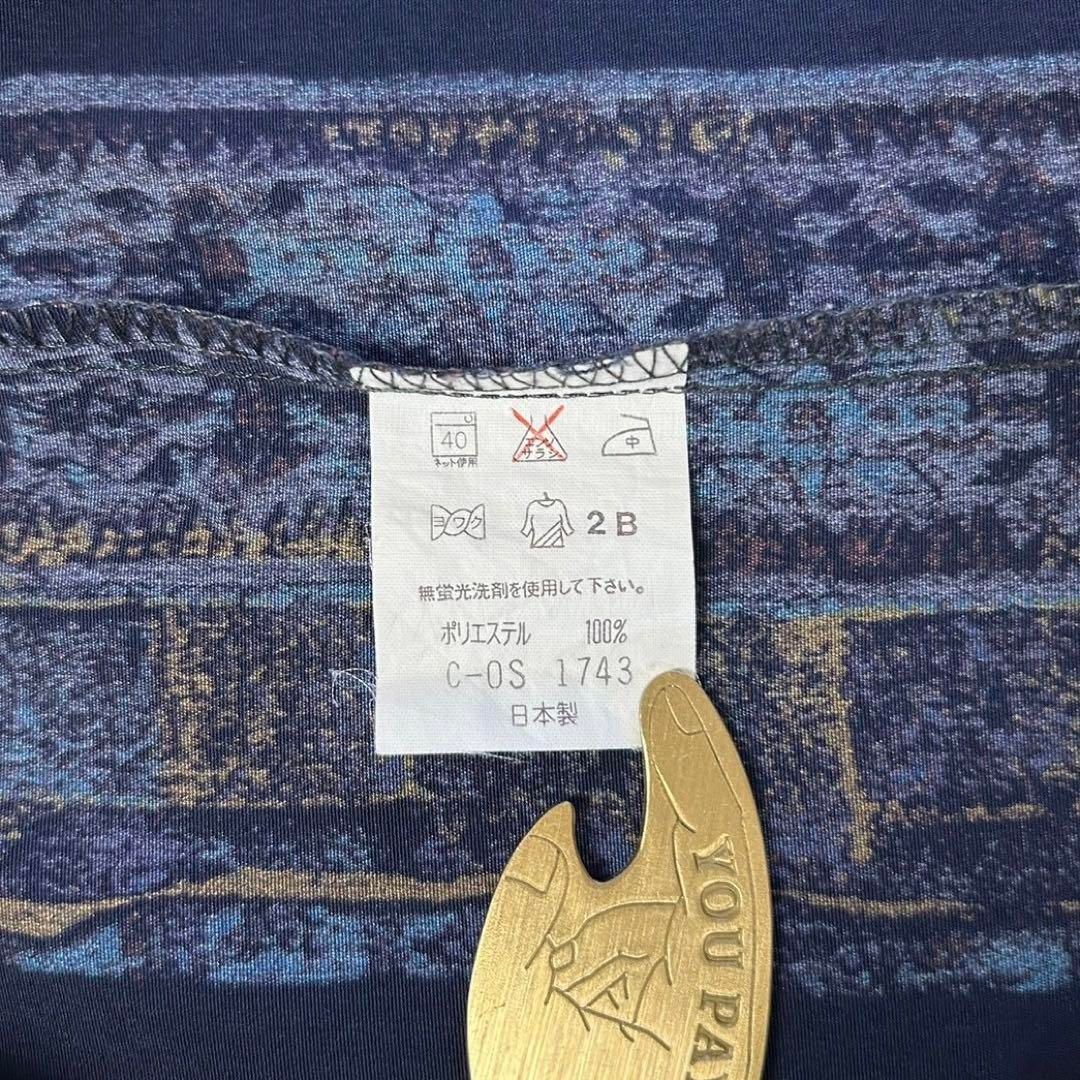 40
ネット使用
エンソ
サラシ
中
ヨワク
2B
無蛍光洗剤を使用して下さい。
ポリエステル 100%
C-OS 1743
日本製
YOU PA